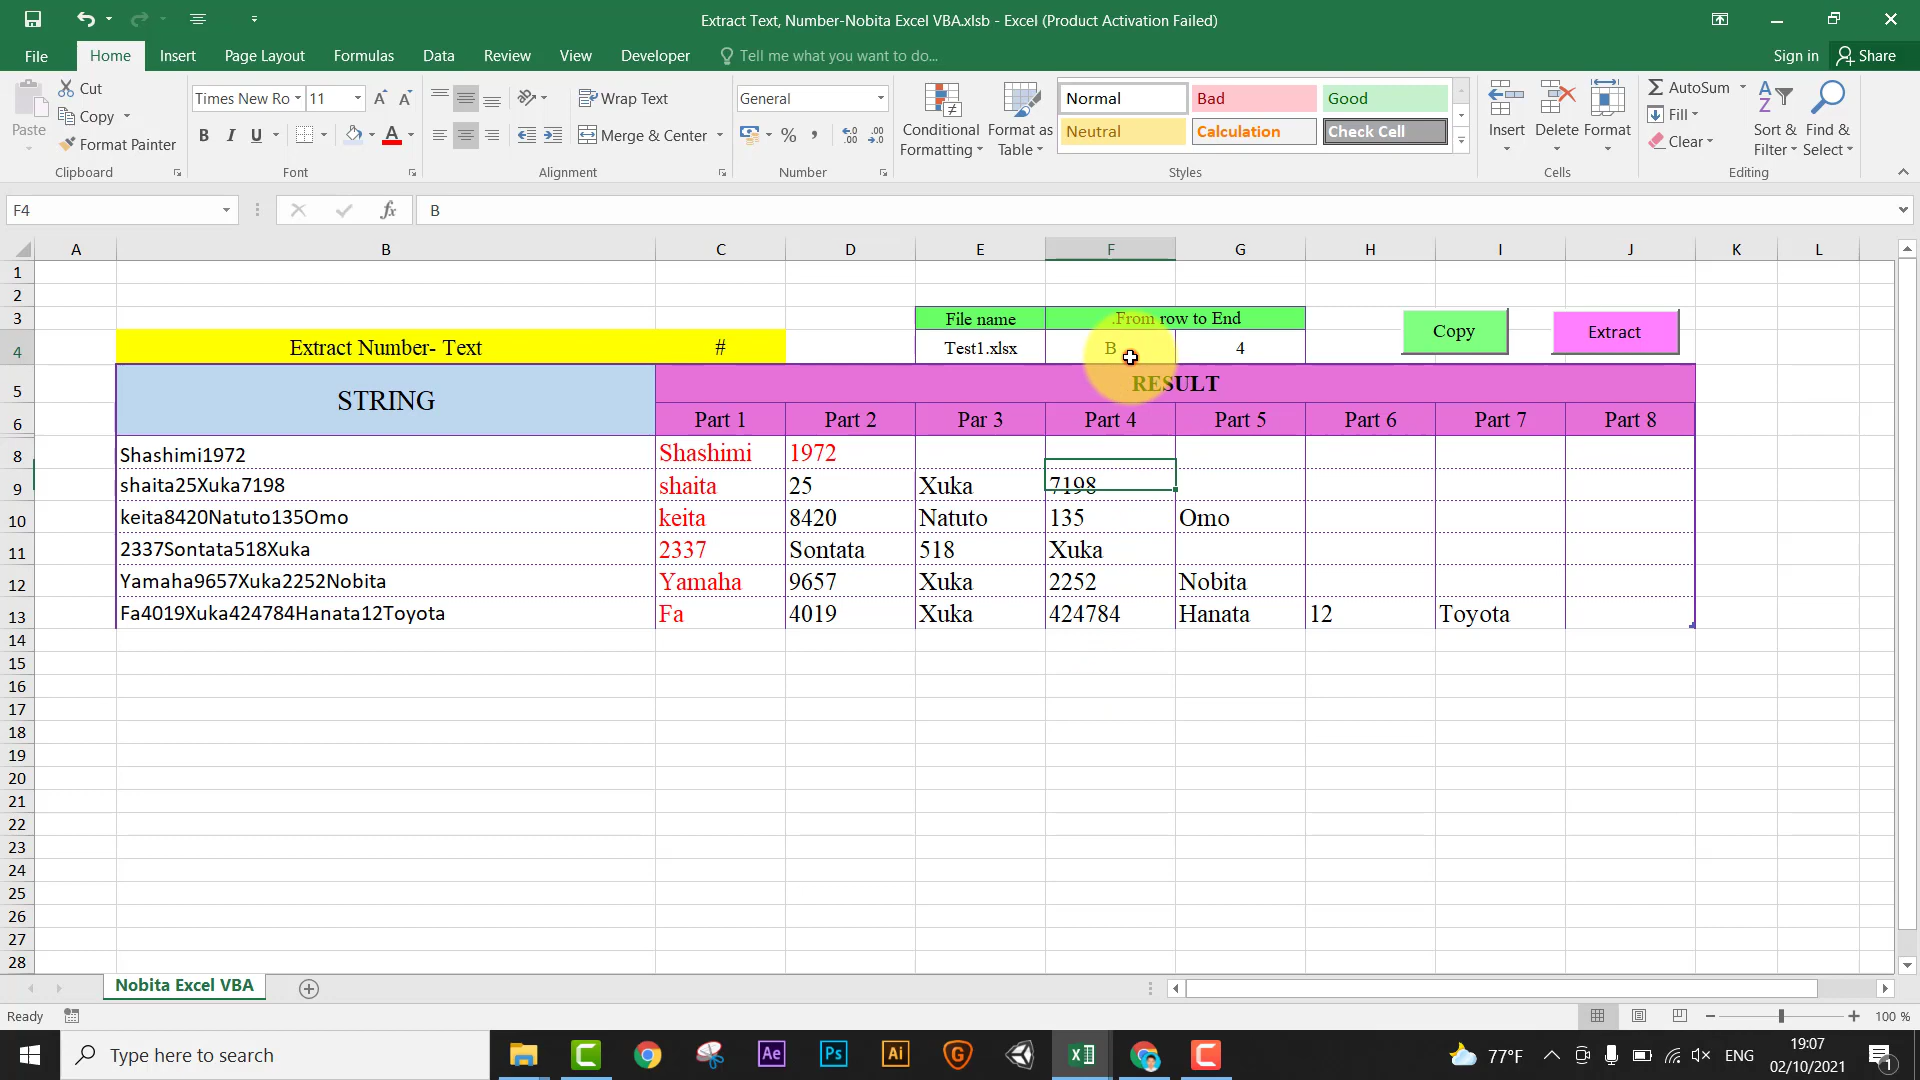 Extract Text, Number-Nobita Excel VBA.xlsb - Excel (Product Activation Failed)
File Home Insert Page Layout Formulas Data Review View Developer Tell me what you want to do... Sign in Share
Paste Cut Copy Format Painter Clipboard
Times New Ro 11 B I U A Font
Wrap Text Merge & Center Alignment
General % , Number
Conditional Formatting Format as Table
Normal Bad Good
Neutral Calculation Check Cell
Styles
Insert Delete Format Cells
AutoSum Fill Clear Sort & Filter Find & Select Editing
F4 fx B
A B C D E F G H I J K L
1
2
3 File name .From row to End Copy Extract
4 Extract Number- Text # Test1.xlsx B 4
5 STRING RESULT
6 Part 1 Part 2 Par 3 Part 4 Part 5 Part 6 Part 7 Part 8
8 Shashimi1972 Shashimi 1972
9 shaita25Xuka7198 shaita 25 Xuka 7198
10 keita8420Natuto135Omo keita 8420 Natuto 135 Omo
11 2337Sontata518Xuka 2337 Sontata 518 Xuka
12 Yamaha9657Xuka2252Nobita Yamaha 9657 Xuka 2252 Nobita
13 Fa4019Xuka424784Hanata12Toyota Fa 4019 Xuka 424784 Hanata 12 Toyota
14
15
16
17
18
19
20
21
22
23
24
25
26
27
28
Nobita Excel VBA
Ready 100 %
Type here to search Ae Ps Ai 77°F ENG 19:07
02/10/2021 1